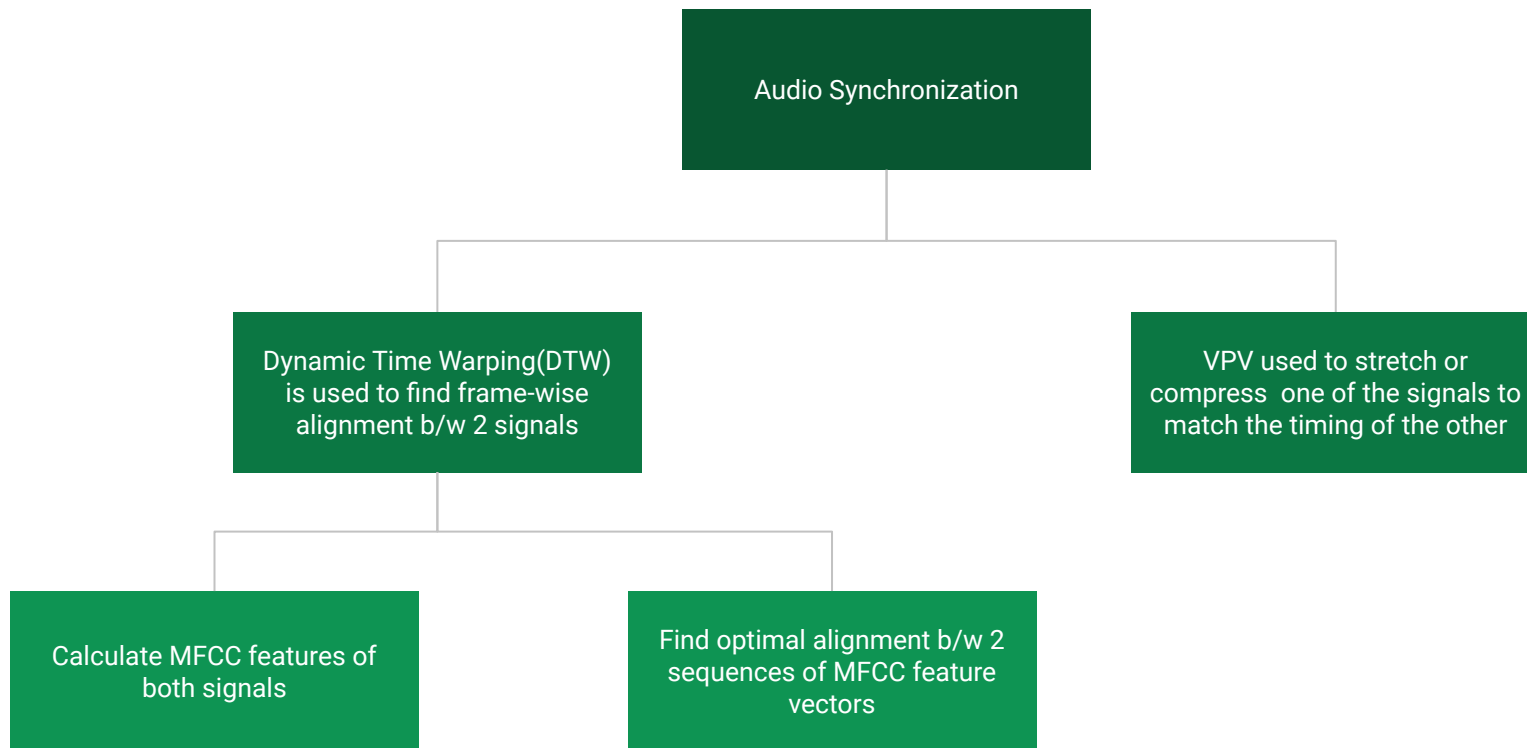 Audio Synchronization
Dynamic Time Warping(DTW)
is used to find frame-wise
alignment b/w 2 signals
VPV used to stretch or
compress one of the signals to
match the timing of the other
Calculate MFCC features of
both signals
Find optimal alignment b/w 2
sequences of MFCC feature
vectors